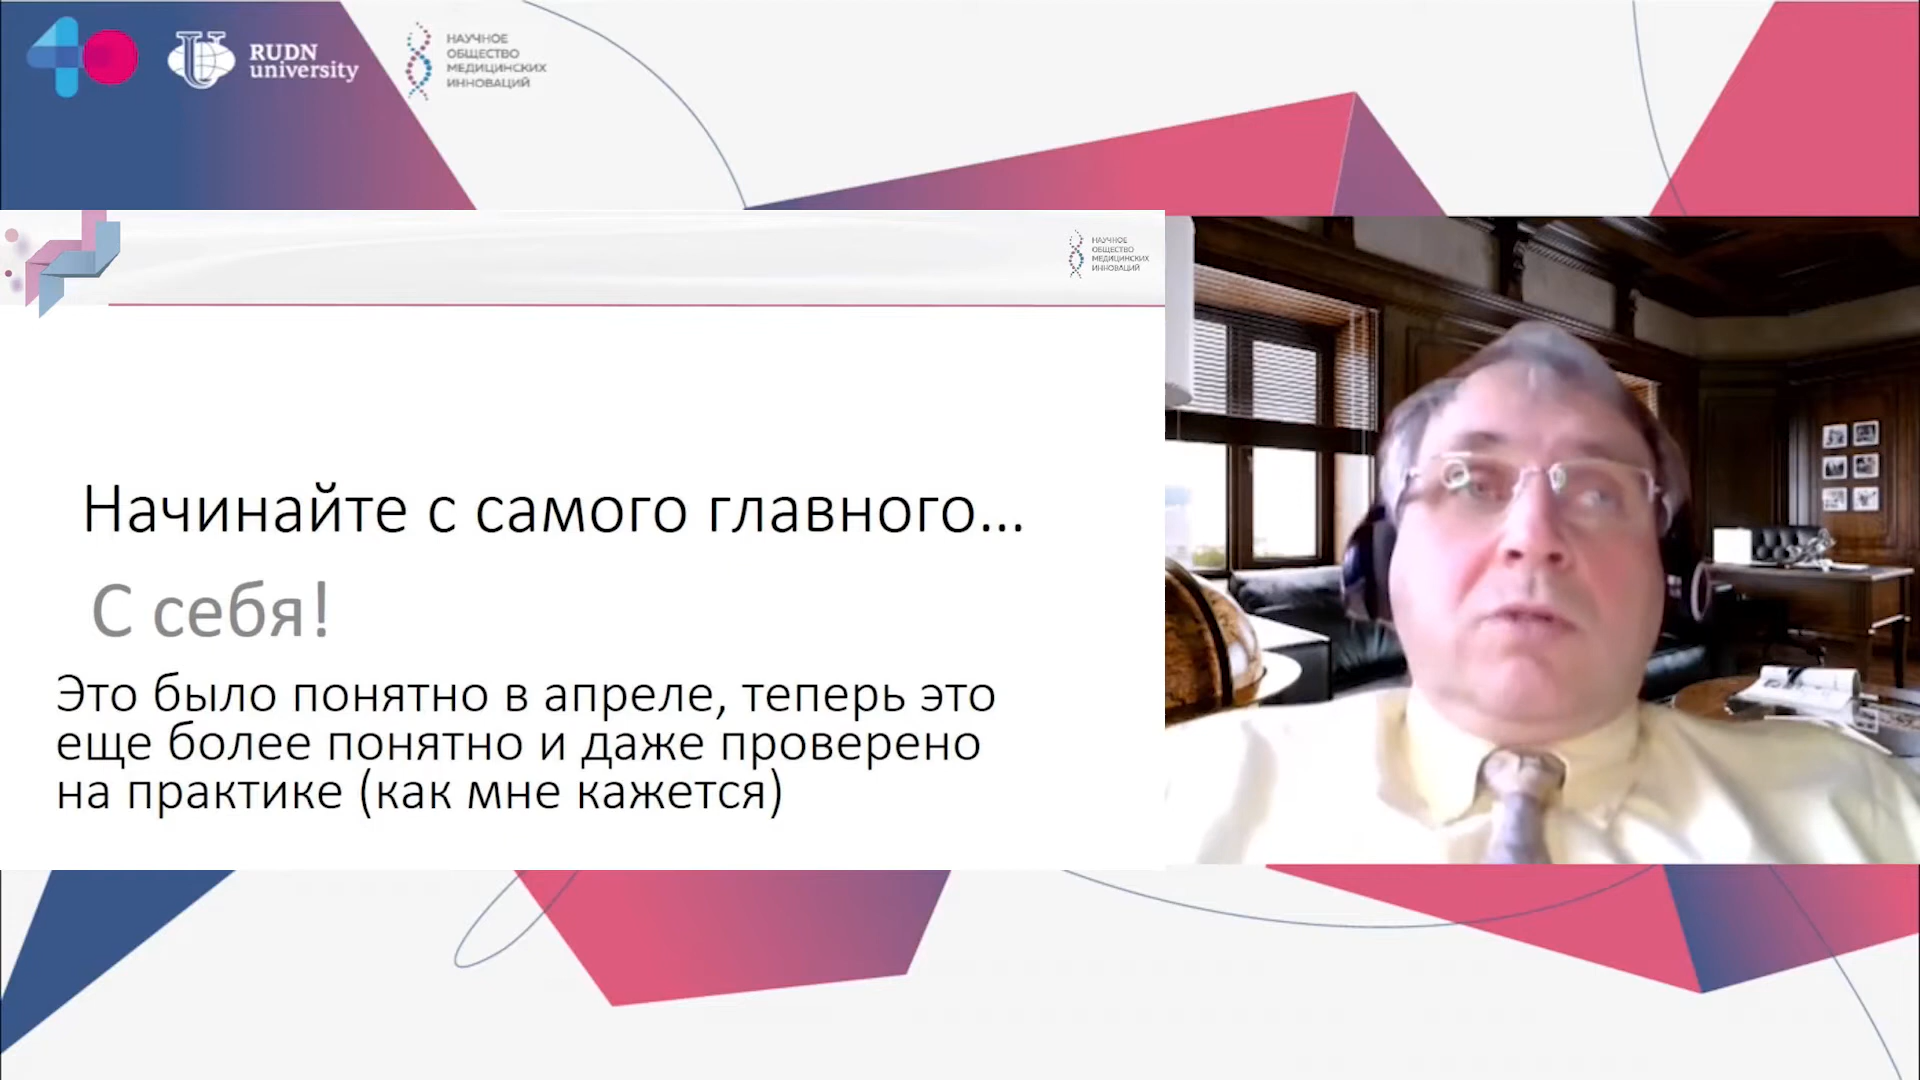 40
RUDN
university
НАУЧНОЕ
ОБЩЕСТВО
МЕДИЦИНСКИХ
ИННОВАЦИЙ
НАУЧНОЕ
ОБЩЕСТВО
МЕДИЦИНСКИХ
ИННОВАЦИЙ
Начинайте с самого главного...
С себя!
Это было понятно в апреле, теперь это
еще более понятно и даже проверено
на практике (как мне кажется)